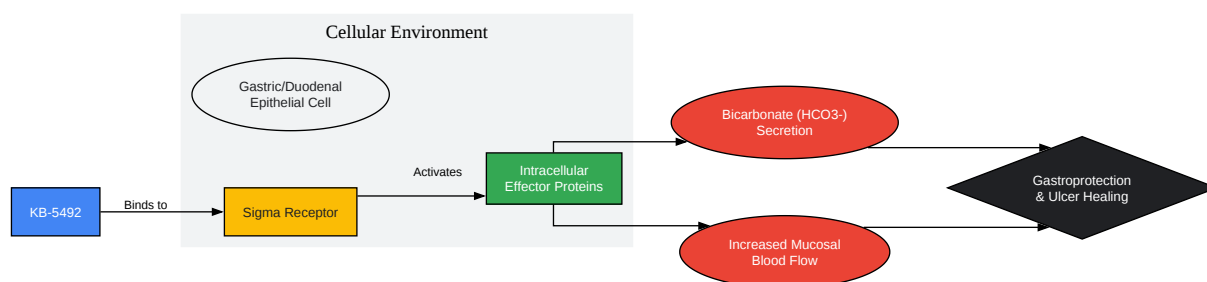 Cellular Environment
Gastric/Duodenal
Epithelial Cell
KB-5492
Binds to
Sigma Receptor
Activates
Intracellular
Effector Proteins
Bicarbonate (HCO3-)
Secretion
Increased Mucosal
Blood Flow
Gastroprotection
& Ulcer Healing